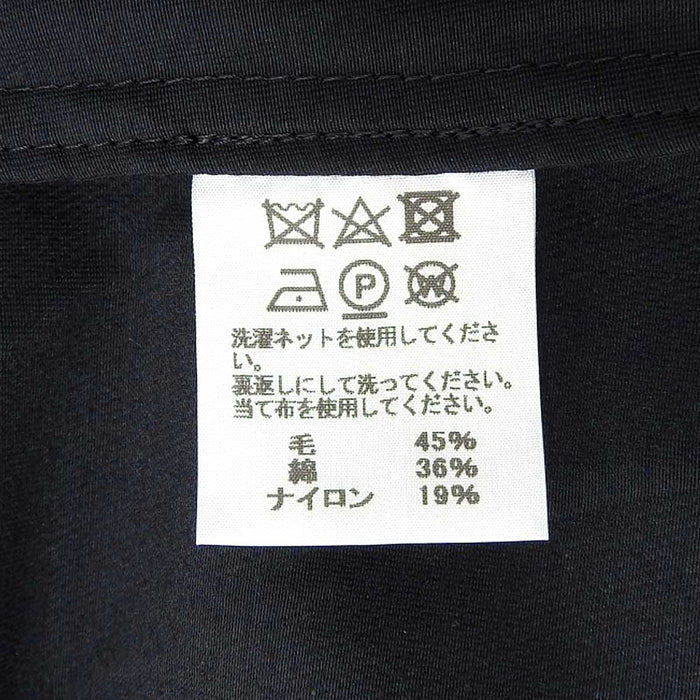 P W
洗濯ネットを使用してくださ
い。
裏返しにして洗ってください。
当て布を使用してください。
毛 45%
綿 36%
ナイロン 19%